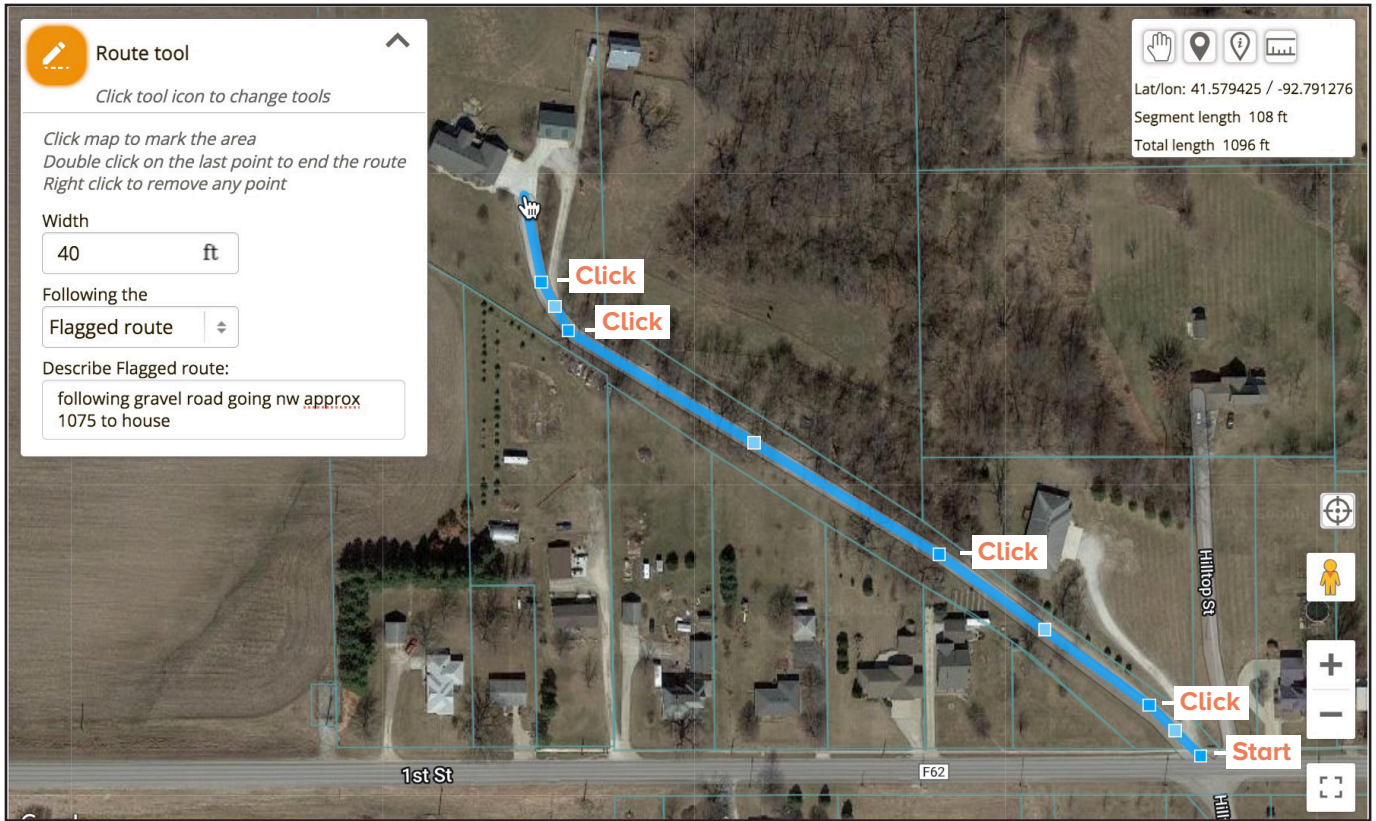 Route tool
Click tool icon to change tools
Click map to mark the area
Double click on the last point to end the route
Right click to remove any point
Width
40 ft
Following the
Flagged route
Describe Flagged route:
following gravel road going nw approx
1075 to house
Lat/lon: 41.579425 / -92.791276
Segment length 108 ft
Total length 1096 ft
Click
Click
Click
Click
Start
Hilltop St
1st St
F62